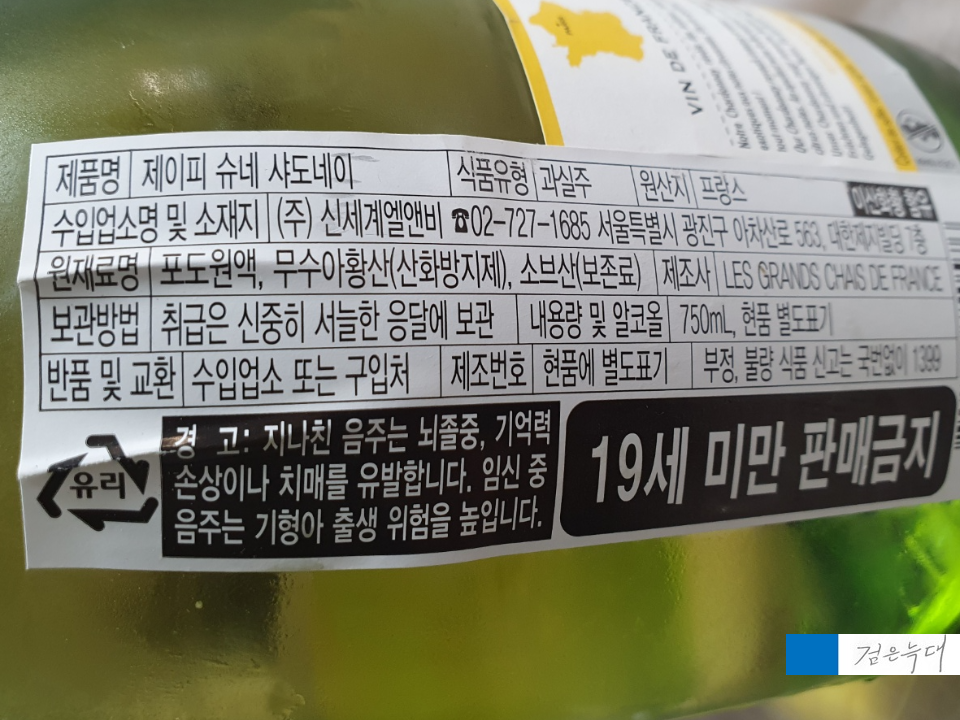 VIN DE
제품명 제이피 슈네 샤도네이 식품유형 과실주 원산지 프랑스 이산화황 함유
수입업소명 및 소재지 (주) 신세계엘앤비 ☎02-727-1685 서울특별시 광진구 아차산로 563, 대한제지빌딩 7층
원재료명 포도원액, 무수아황산(산화방지제), 소브산(보존료) 제조사 LES GRANDS CHAIS DE FRANCE
보관방법 취급은 신중히 서늘한 응달에 보관 내용량 및 알코올 750mL, 현품 별도표기
반품 및 교환 수입업소 또는 구입처 제조번호 현품에 별도표기 부정, 불량 식품 신고는 국번없이 1399
유리
경 고: 지나친 음주는 뇌졸중, 기억력
손상이나 치매를 유발합니다. 임신 중
음주는 기형아 출생 위험을 높입니다.
19세 미만 판매금지
검은늑대